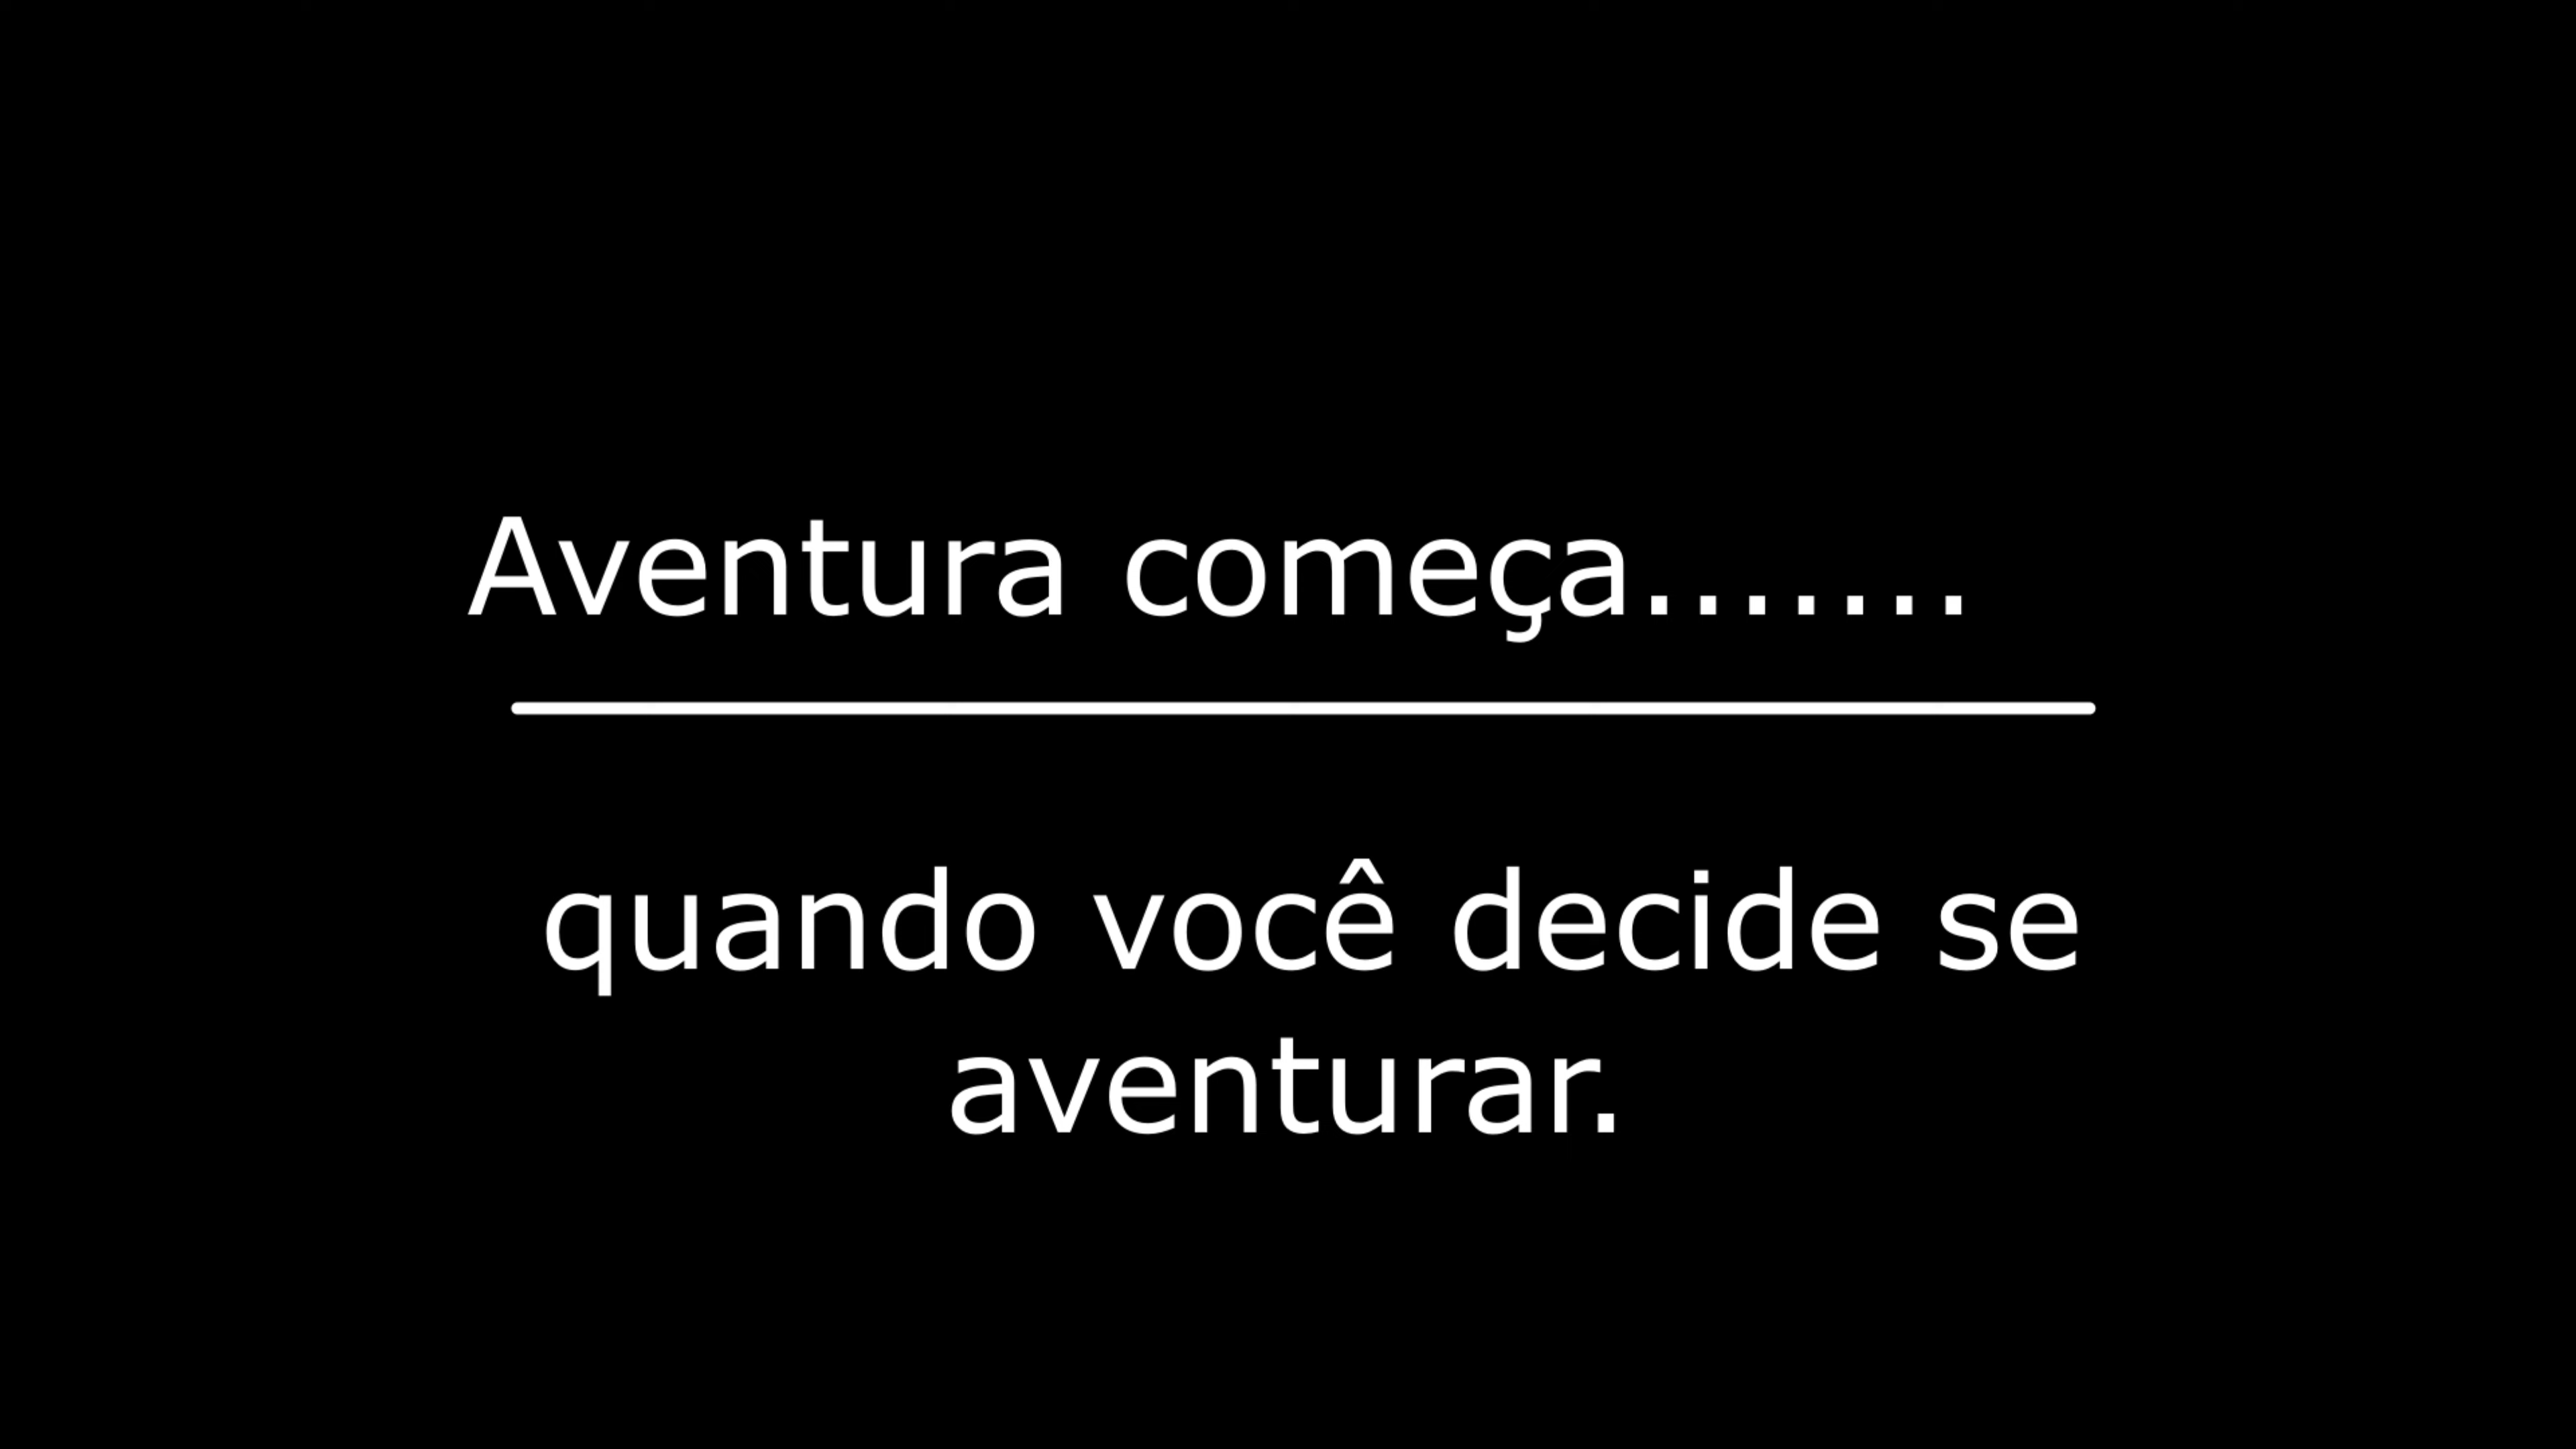 Aventura começa.......
quando você decide se
aventurar.